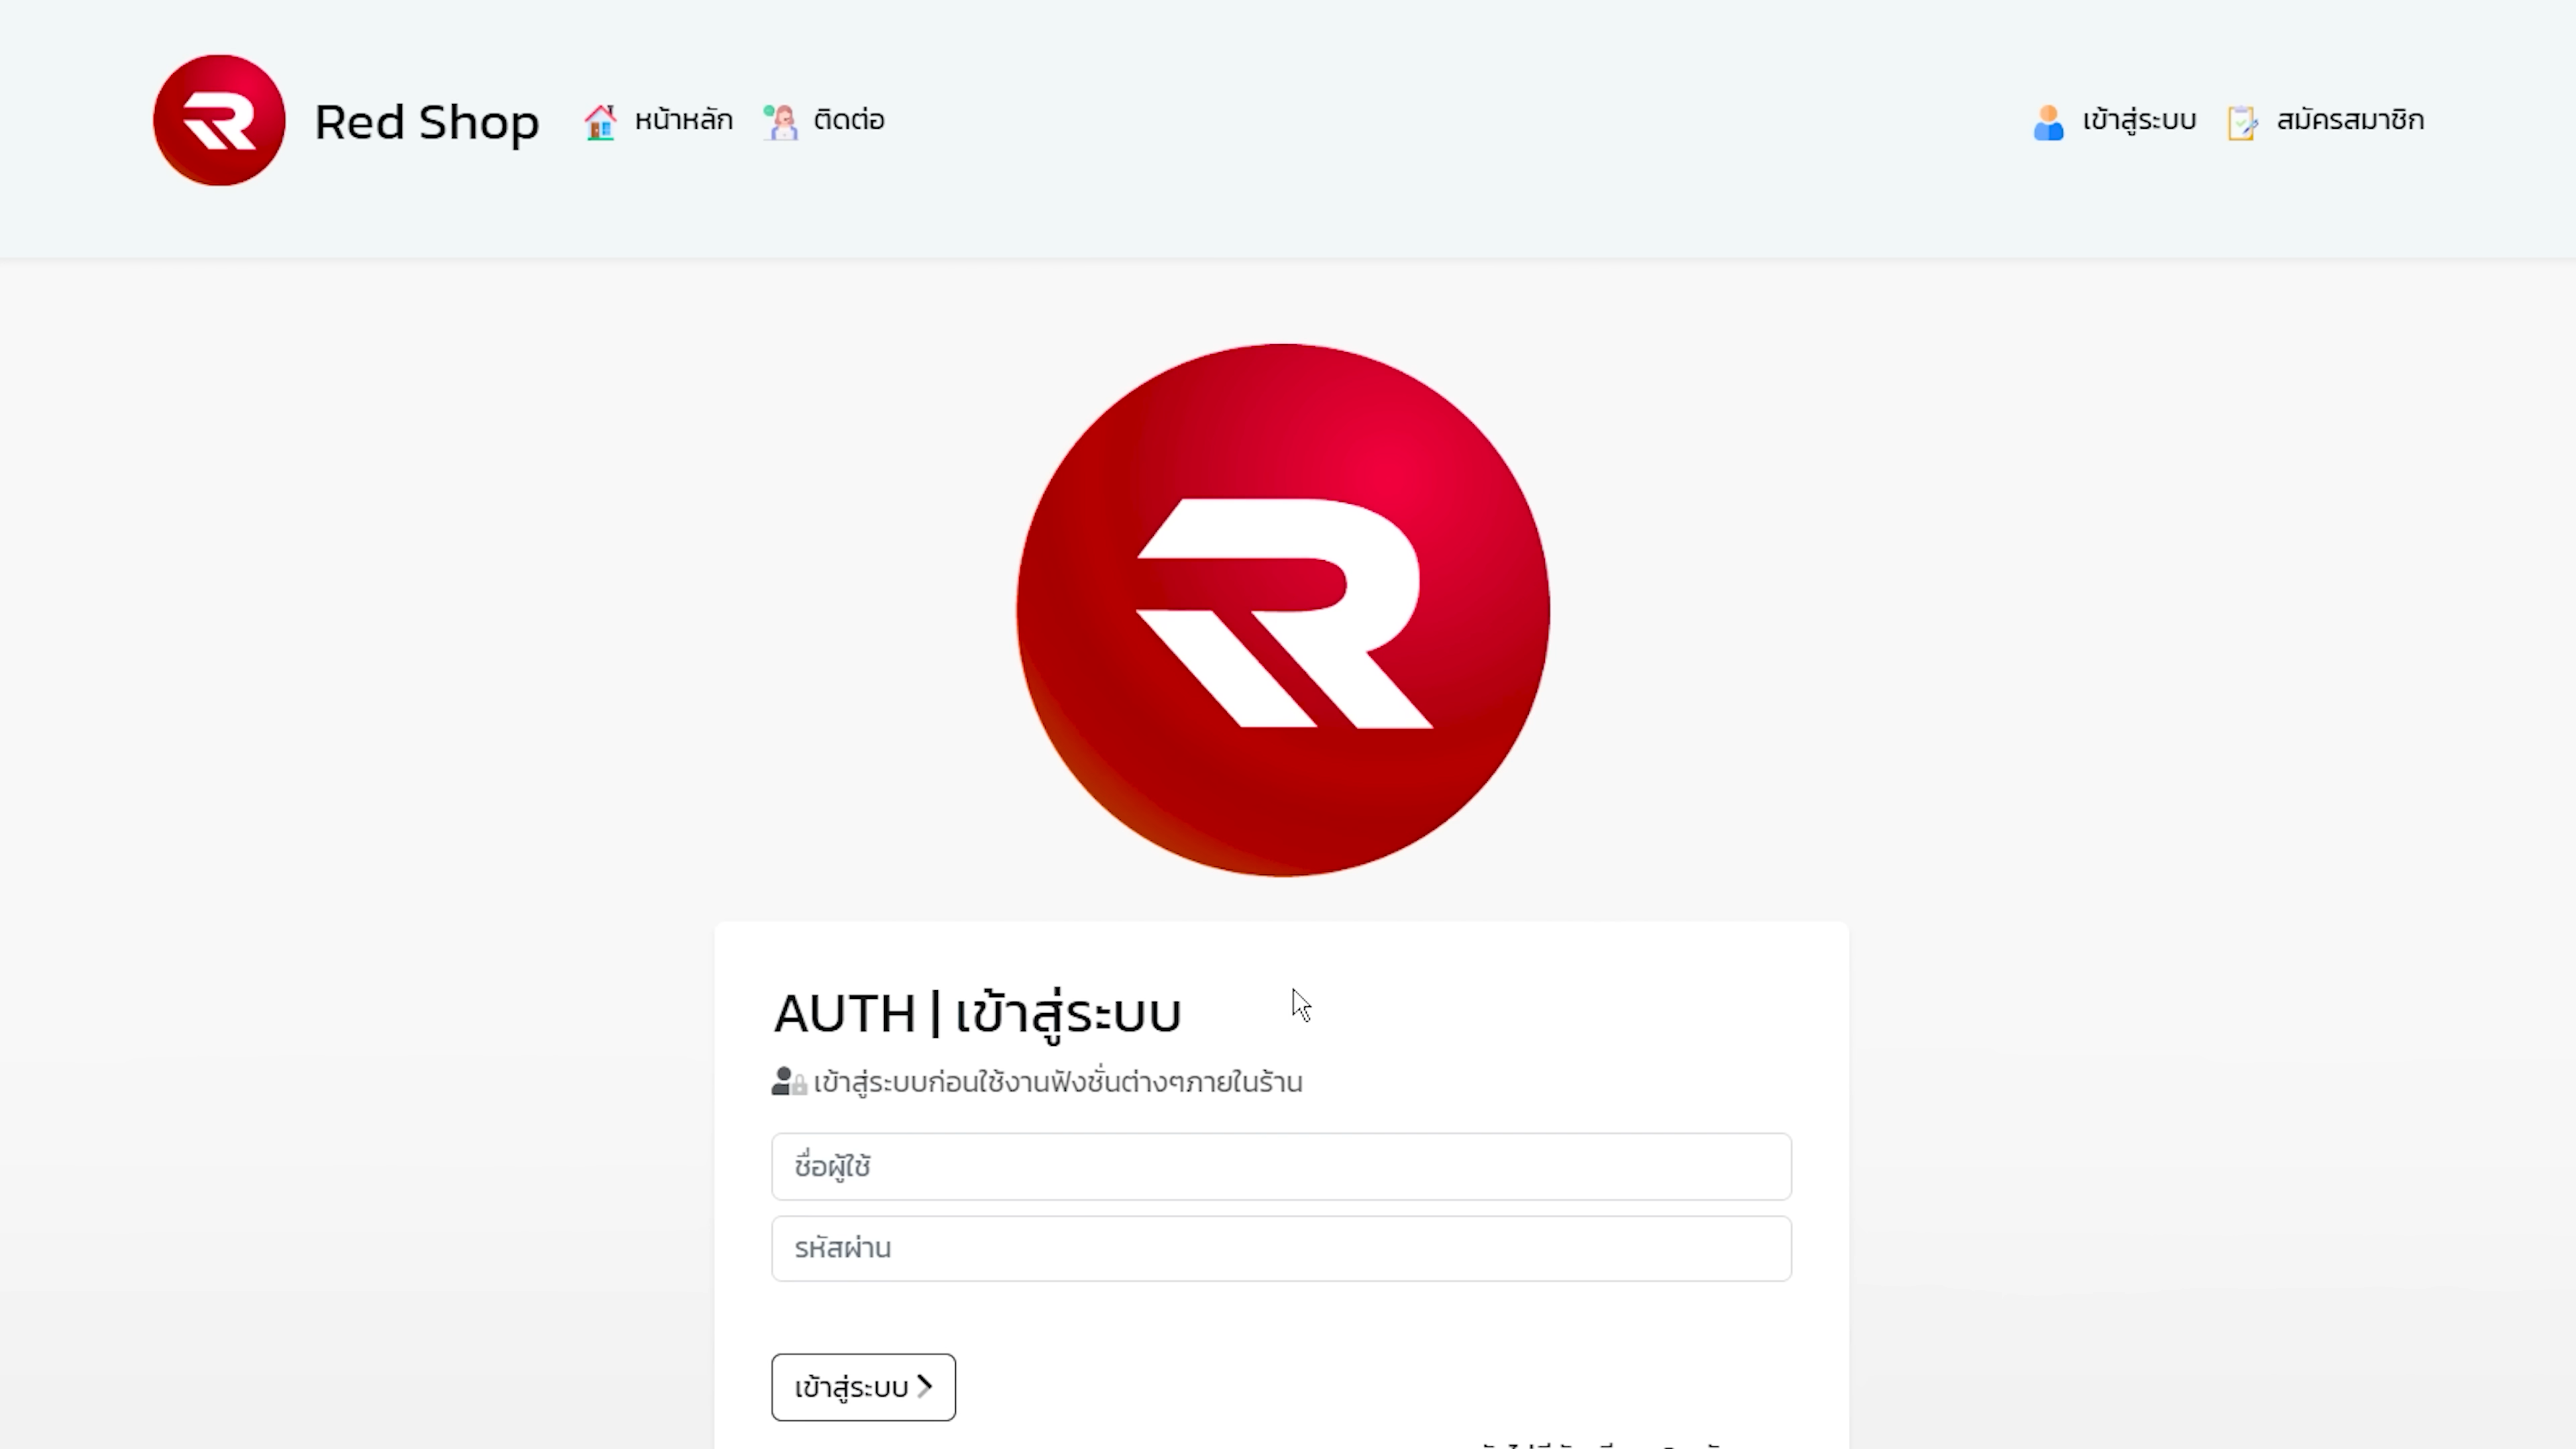 Red Shop
หน้าหลัก
ติดต่อ
เข้าสู่ระบบ
สมัครสมาชิก
AUTH | เข้าสู่ระบบ
เข้าสู่ระบบก่อนใช้งานฟังชั่นต่างๆภายในร้าน
ชื่อผู้ใช้
รหัสผ่าน
เข้าสู่ระบบ